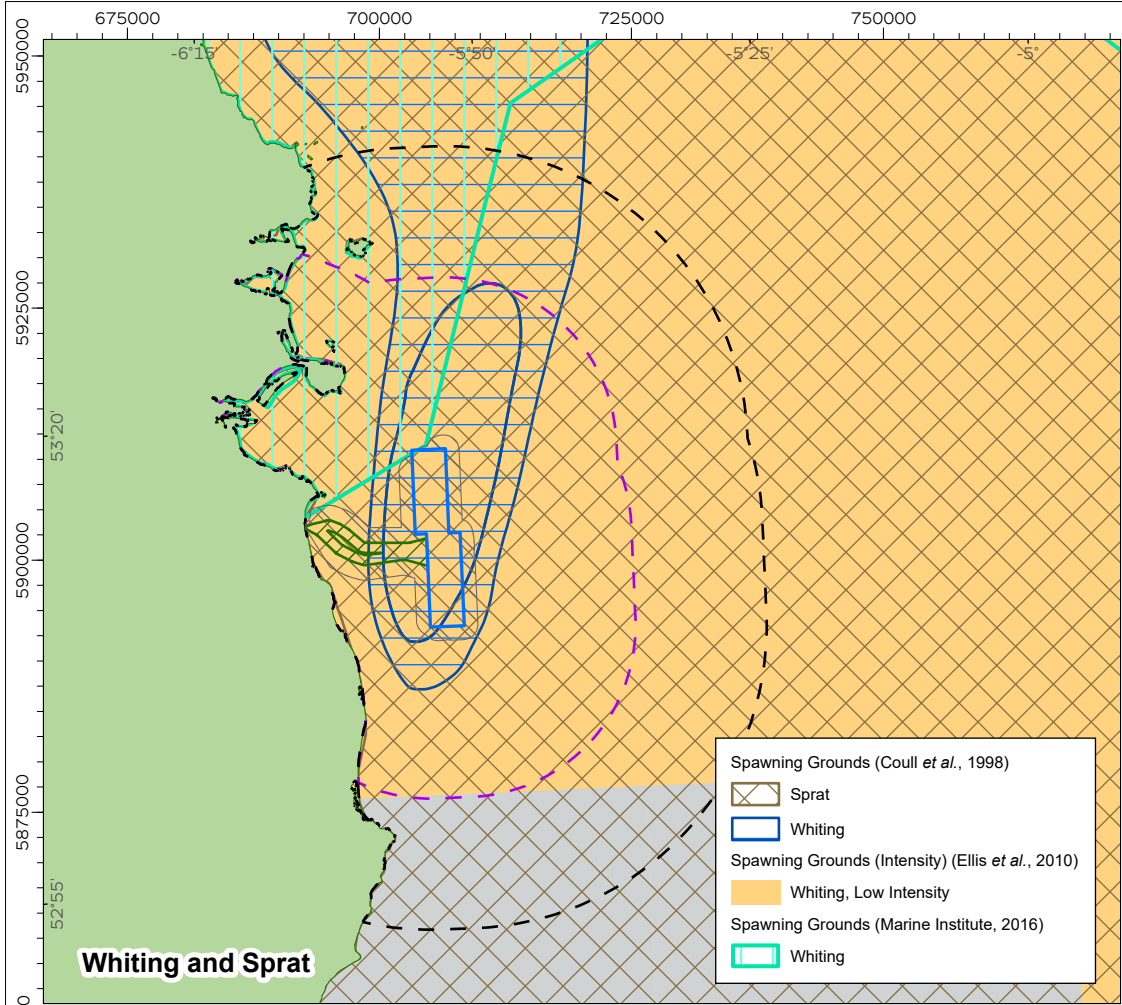 675000 700000 725000 750000
-6°15' -5°50' -5°25' -5°
5950000
5925000
53°20'
5900000
5875000
52°55'
0
Spawning Grounds (Coull et al., 1998)
Sprat
Whiting
Spawning Grounds (Intensity) (Ellis et al., 2010)
Whiting, Low Intensity
Spawning Grounds (Marine Institute, 2016)
Whiting
Whiting and Sprat